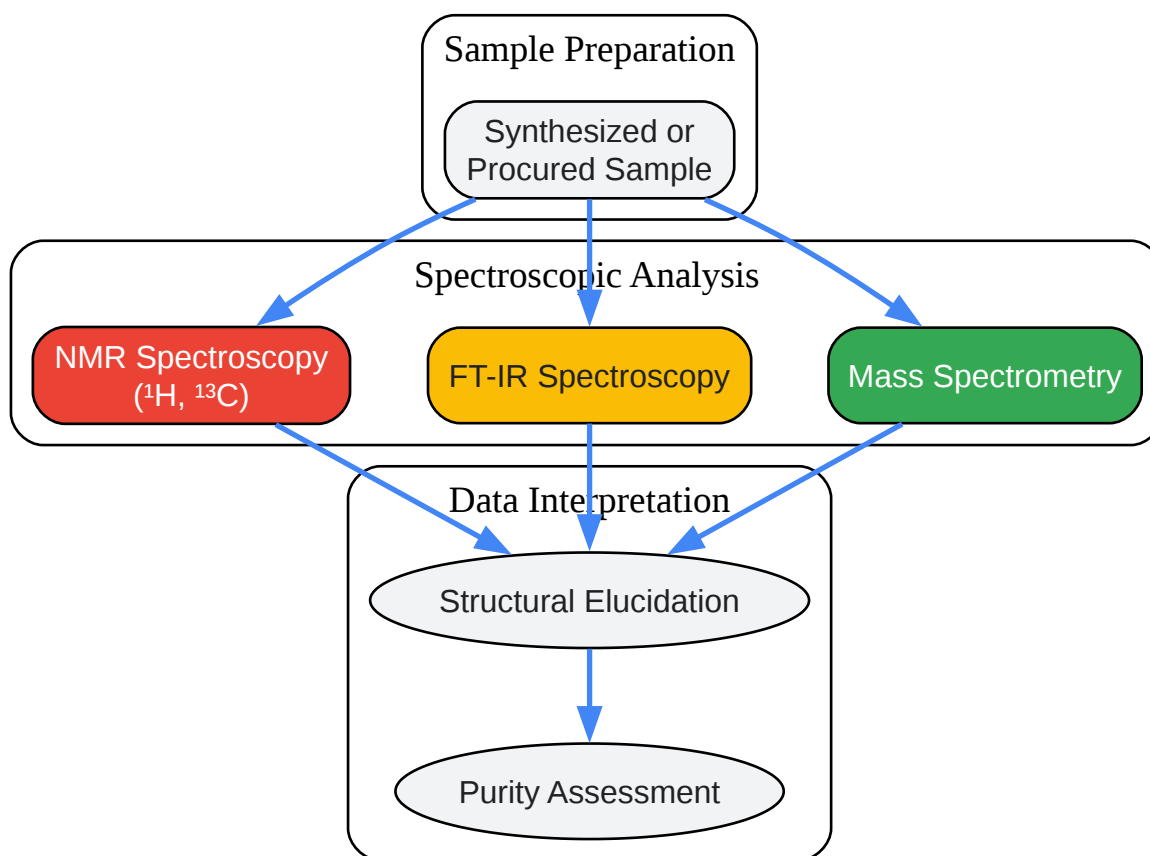 Sample Preparation
Synthesized or
Procured Sample
Spectroscopic Analysis
NMR Spectroscopy
(¹H, ¹³C)
FT-IR Spectroscopy
Mass Spectrometry
Data Interpretation
Structural Elucidation
Purity Assessment